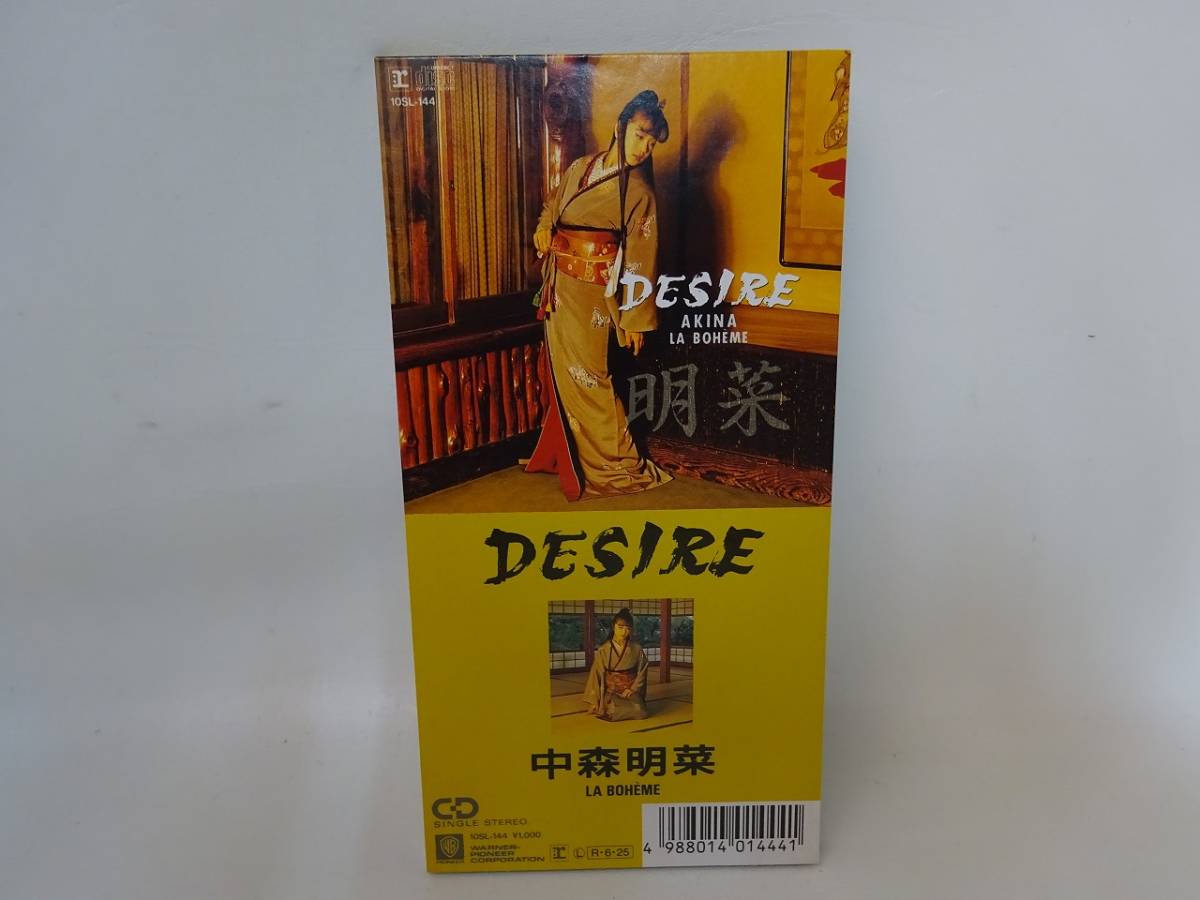 10SL-144
DESIRE
AKINA
LA BOHÈME
明菜
DESIRE
中森明菜
LA BOHÈME
CD
SINGLE STEREO
10SL-144 ¥1,000
WARNER-
PIONEER
CORPORATION
Ⓛ R・6・25
4 988014 014441